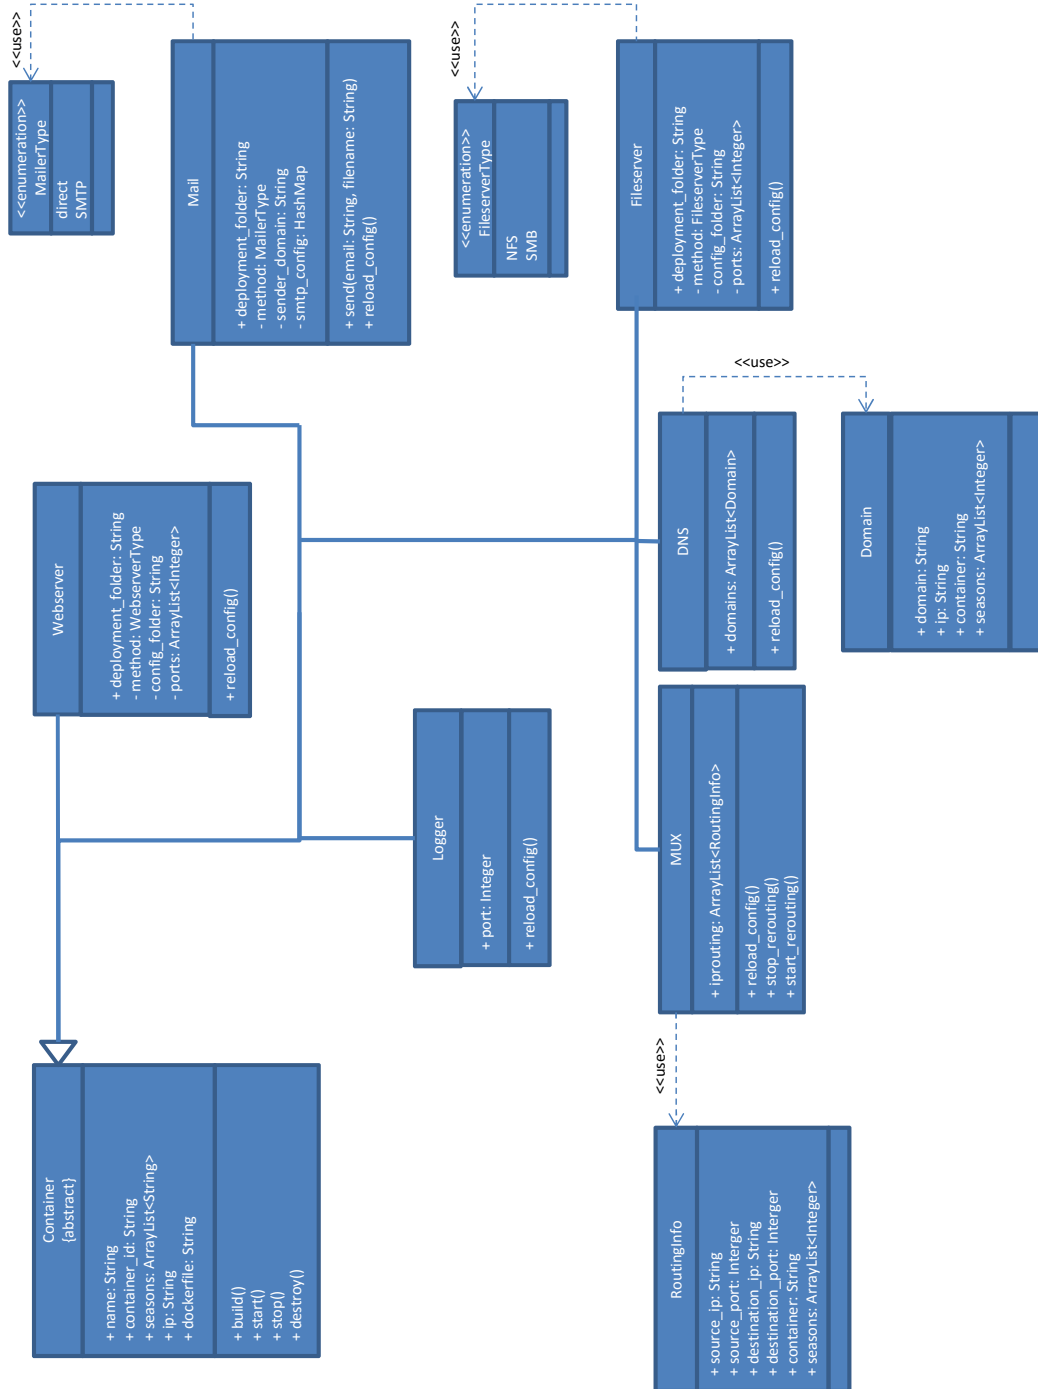 Container
{abstract}
+ name: String
+ container_id: String
+ seasons: ArrayList<String>
+ ip: String
+ dockerfile: String
+ build()
+ start()
+ stop()
+ destroy()
Webserver
+ deployment_folder: String
- method: WebserverType
- config_folder: String
- ports: ArrayList<Integer>
+ reload_config()
Mail
+ deployment_folder: String
- method: MailerType
- sender_domain: String
- smtp_config: HashMap
+ send(email: String, filename: String)
+ reload_config()
<<use>>
<<enumeration>>
MailerType
direct
SMTP
Logger
+ port: Integer
+ reload_config()
<<use>>
<<enumeration>>
FileserverType
NFS
SMB
Fileserver
+ deployment_folder: String
- method: FileserverType
- config_folder: String
- ports: ArrayList<Integer>
+ reload_config()
DNS
+ domains: ArrayList<Domain>
+ reload_config()
<<use>>
Domain
+ domain: String
+ ip: String
+ container: String
+ seasons: ArrayList<Integer>
MUX
+ iprouting: ArrayList<RoutingInfo>
+ reload_config()
+ stop_rerouting()
+ start_rerouting()
<<use>>
RoutingInfo
+ source_ip: String
+ source_port: Interger
+ destination_ip: String
+ destination_port: Interger
+ container: String
+ seasons: ArrayList<Integer>